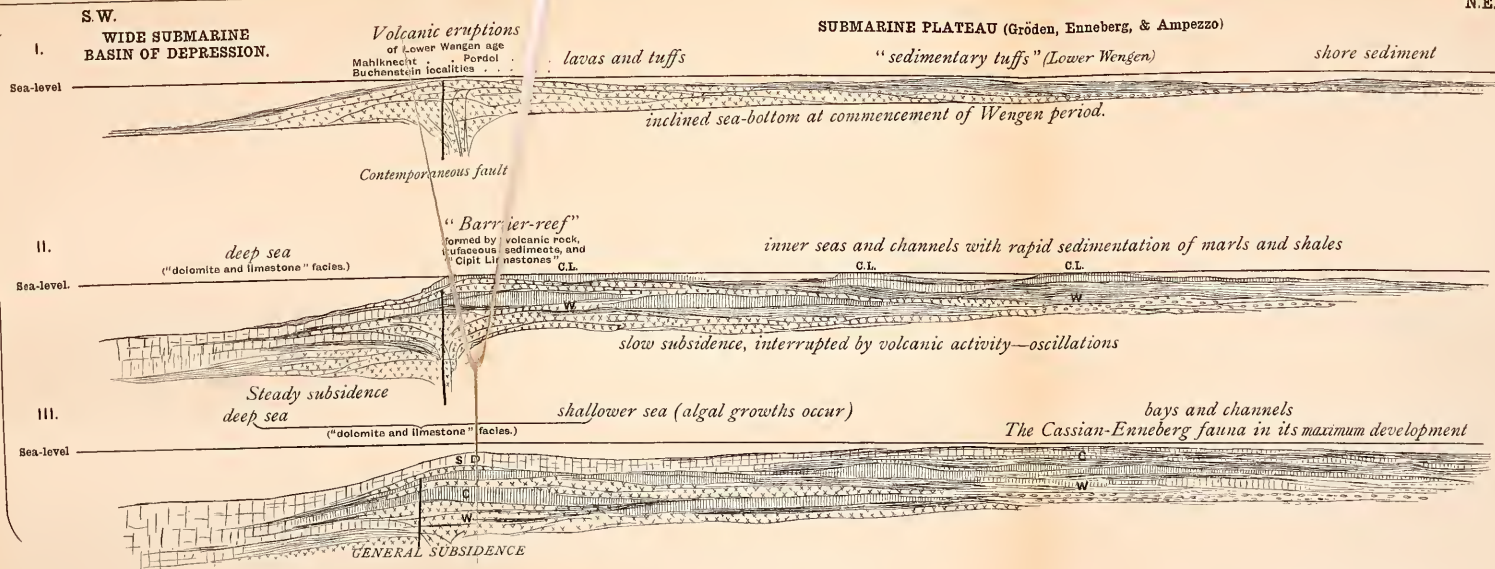 S.W.
N.E.
WIDE SUBMARINE
BASIN OF DEPRESSION.
Volcanic eruptions
of Lower Wengen age
Mahlknecht . . Pordol .
Buchenstein localities . . . . .
lavas and tuffs
SUBMARINE PLATEAU (Gröden, Enneberg, & Ampezzo)
"sedimentary tuffs" (Lower Wengen)
shore sediment
I.
Sea-level
inclined sea-bottom at commencement of Wengen period.
Contemporaneous fault
II.
deep sea
("dolomite and limestone" facies.)
"Barrier-reef"
formed by volcanic rock,
tufaceous sediments, and
"Cipit Limestones"
inner seas and channels with rapid sedimentation of marls and shales
C.L.
C.L.
C.L.
Sea-level.
W
W
slow subsidence, interrupted by volcanic activity—oscillations
Steady subsidence
III.
deep sea
shallower sea (algal growths occur)
("dolomite and limestone" facies.)
bays and channels
The Cassian-Enneberg fauna in its maximum development
Sea-level
S D
C
C
W
W
GENERAL SUBSIDENCE